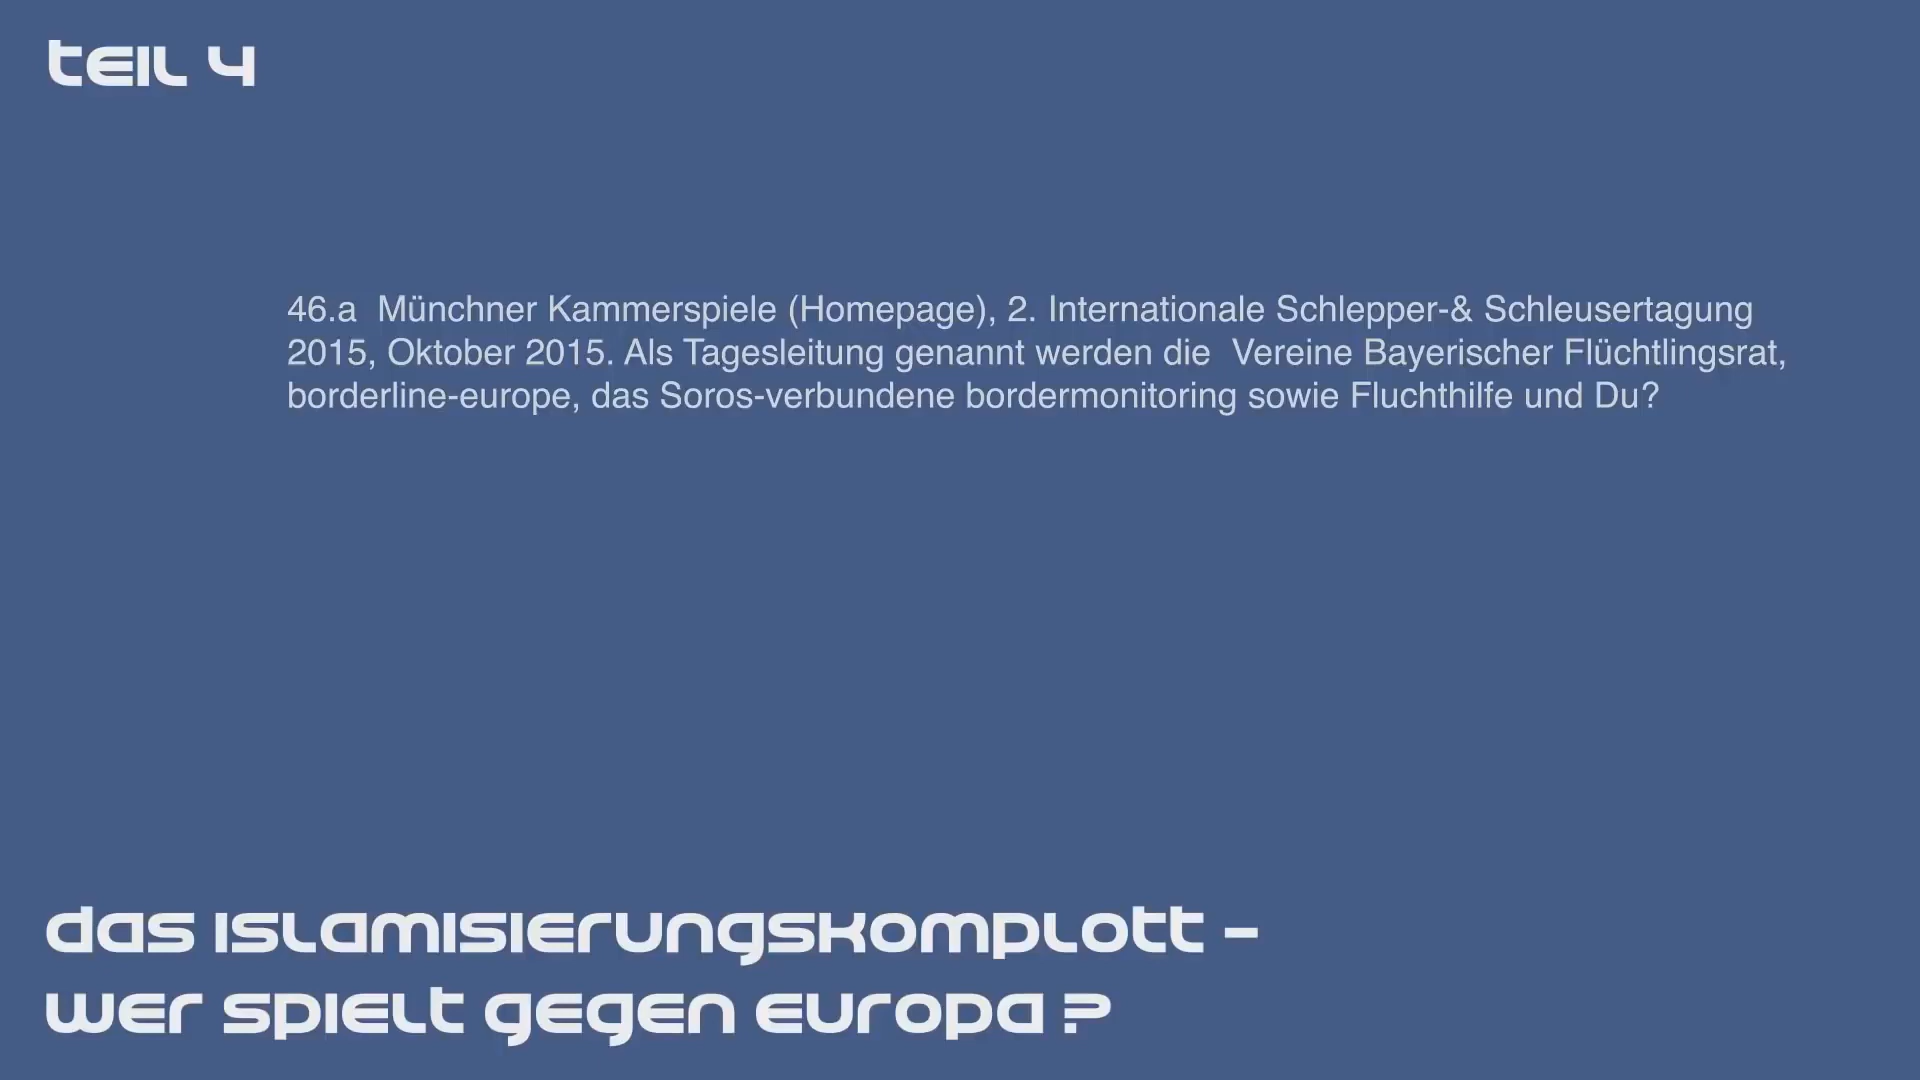 Teil 4
46.a Münchner Kammerspiele (Homepage), 2. Internationale Schlepper-& Schleusertagung
2015, Oktober 2015. Als Tagesleitung genannt werden die Vereine Bayerischer Flüchtlingsrat,
borderline-europe, das Soros-verbundene bordermonitoring sowie Fluchthilfe und Du?
Das Islamisierungskomplott –
Wer spielt gegen Europa ?